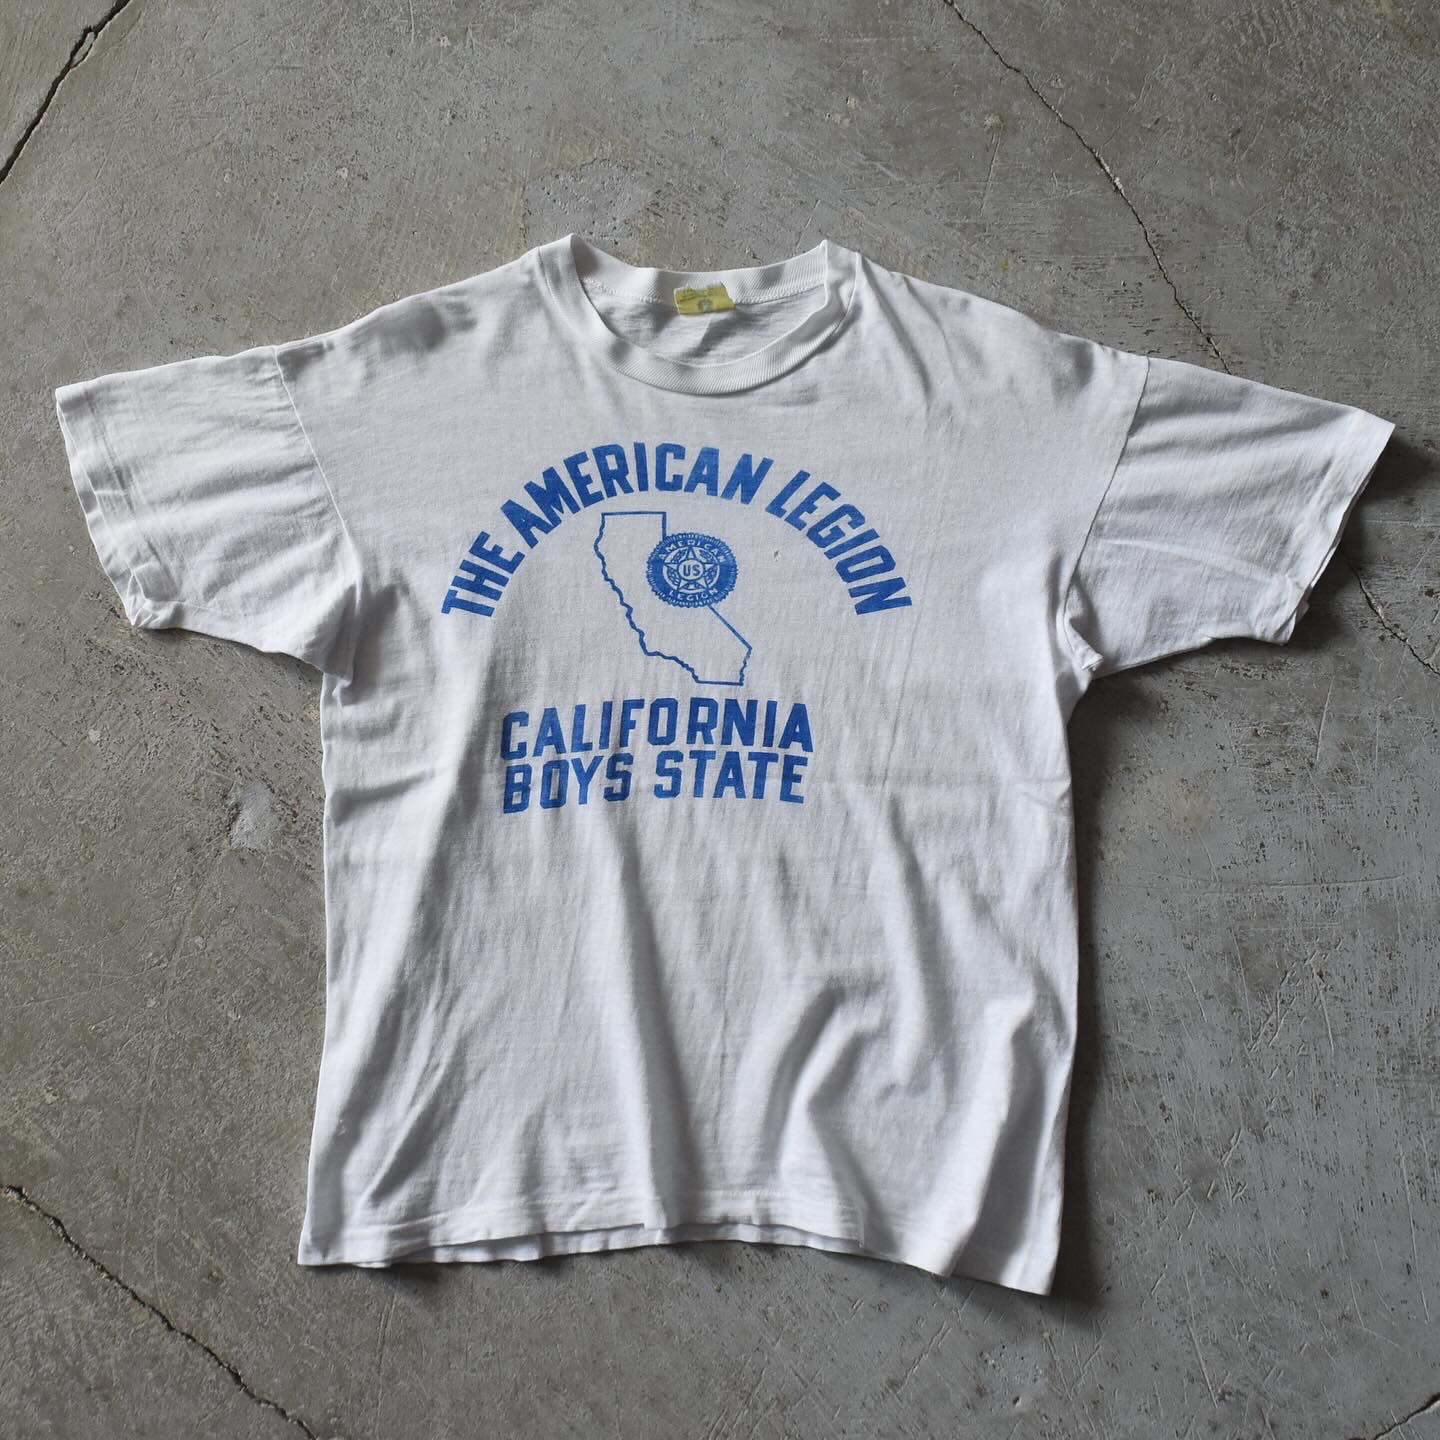 THE AMERICAN LEGION
AMERICAN
US
LEGION
CALIFORNIA
BOYS STATE